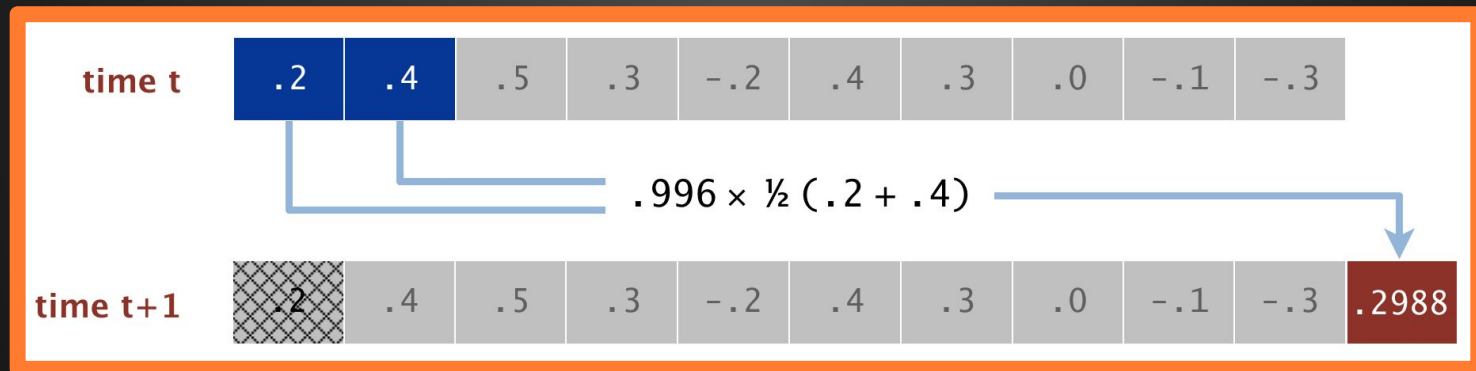 time t .2 .4 .5 .3 -.2 .4 .3 .0 -.1 -.3
.996 × ½ (.2 + .4)
time t+1 .2 .4 .5 .3 -.2 .4 .3 .0 -.1 -.3 .2988